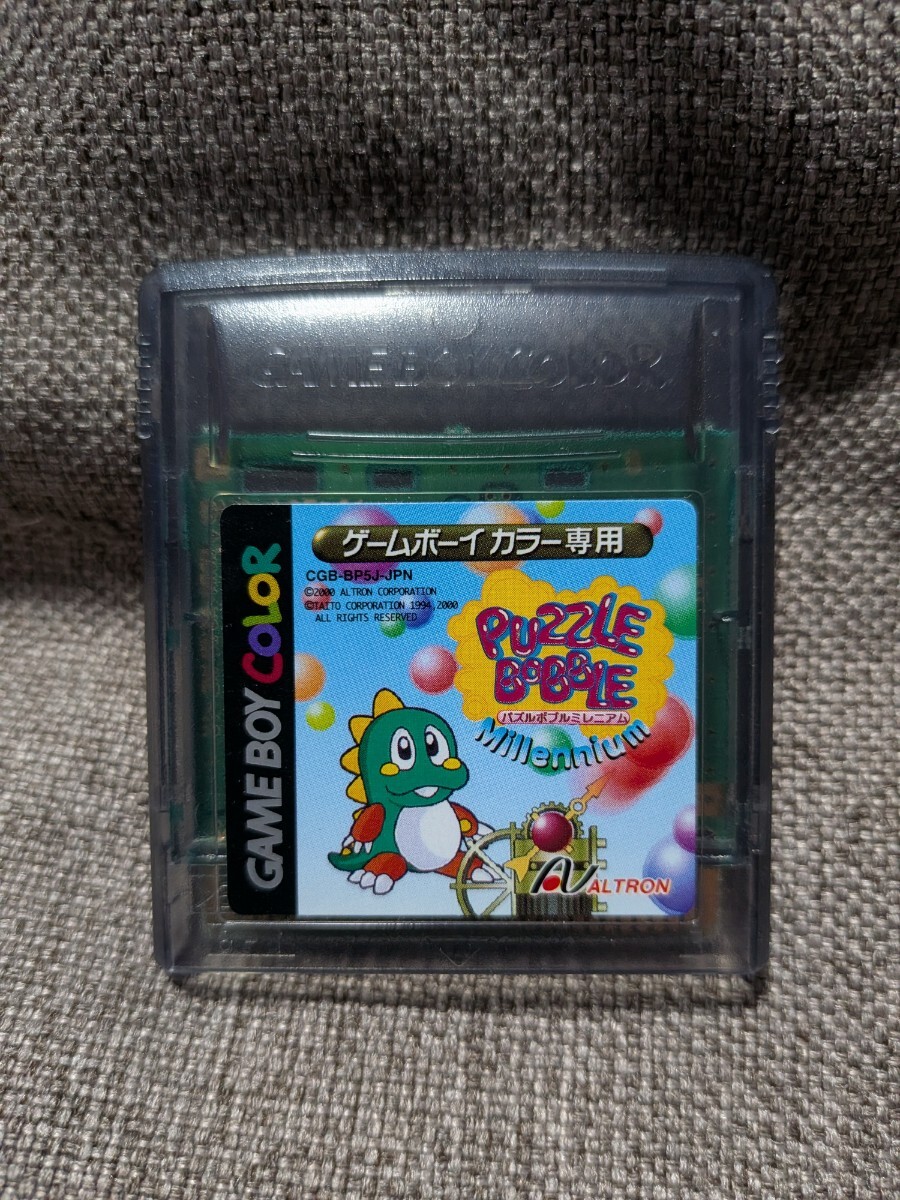 GAME BOY COLOR
ゲームボーイ カラー専用
CGB-BP5J-JPN
©2000 ALTRON CORPORATION
©TAITO CORPORATION 1994,2000
ALL RIGHTS RESERVED
PUZZLE
BOBBLE
パズルボブルミレニアム
Millennium
GAME BOY COLOR
ALTRON